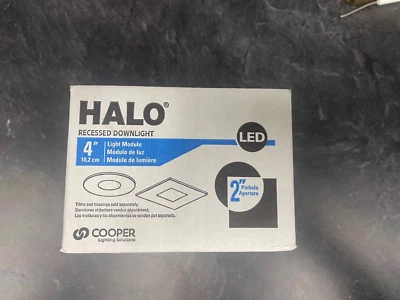 HALO®
RECESSED DOWNLIGHT
4"
10.2 cm
Light Module
Módulo de luz
Module de lumière
LED
2"
Pinhole
Aperture
Trims and housings sold separately.
Garnitures et boîtiers vendus séparément.
Las molduras y los alojamientos se venden por separado.
COOPER
Lighting Solutions